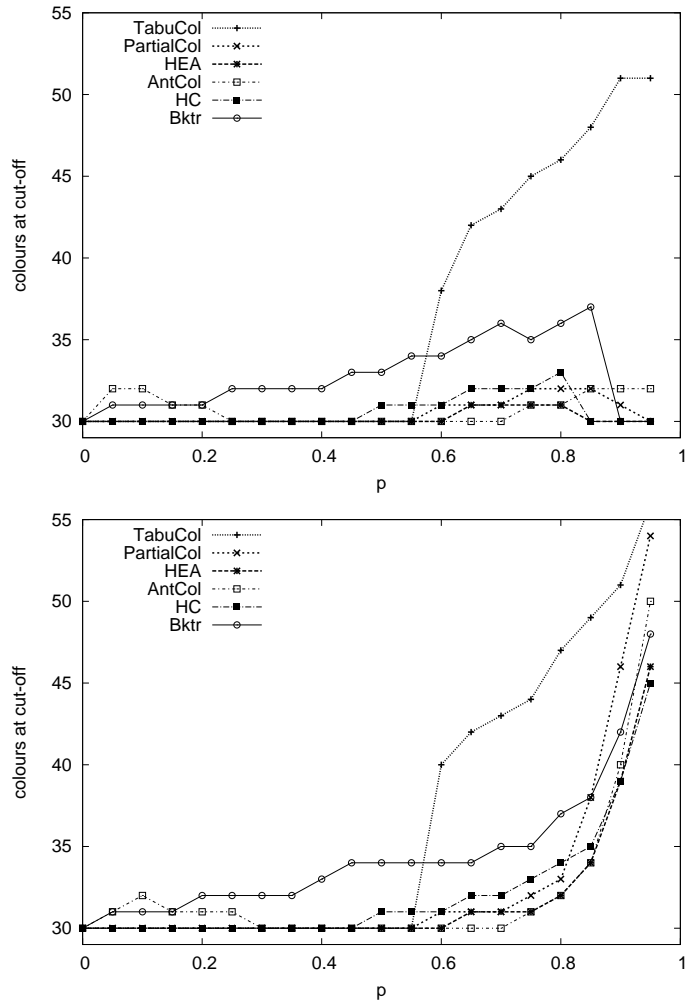 55
50
45
40
35
30
colours at cut-off
TabuCol
PartialCol
HEA
AntCol
HC
Bktr
0
0.2
0.4
0.6
0.8
1
p
55
50
45
40
35
30
colours at cut-off
TabuCol
PartialCol
HEA
AntCol
HC
Bktr
0
0.2
0.4
0.6
0.8
1
p